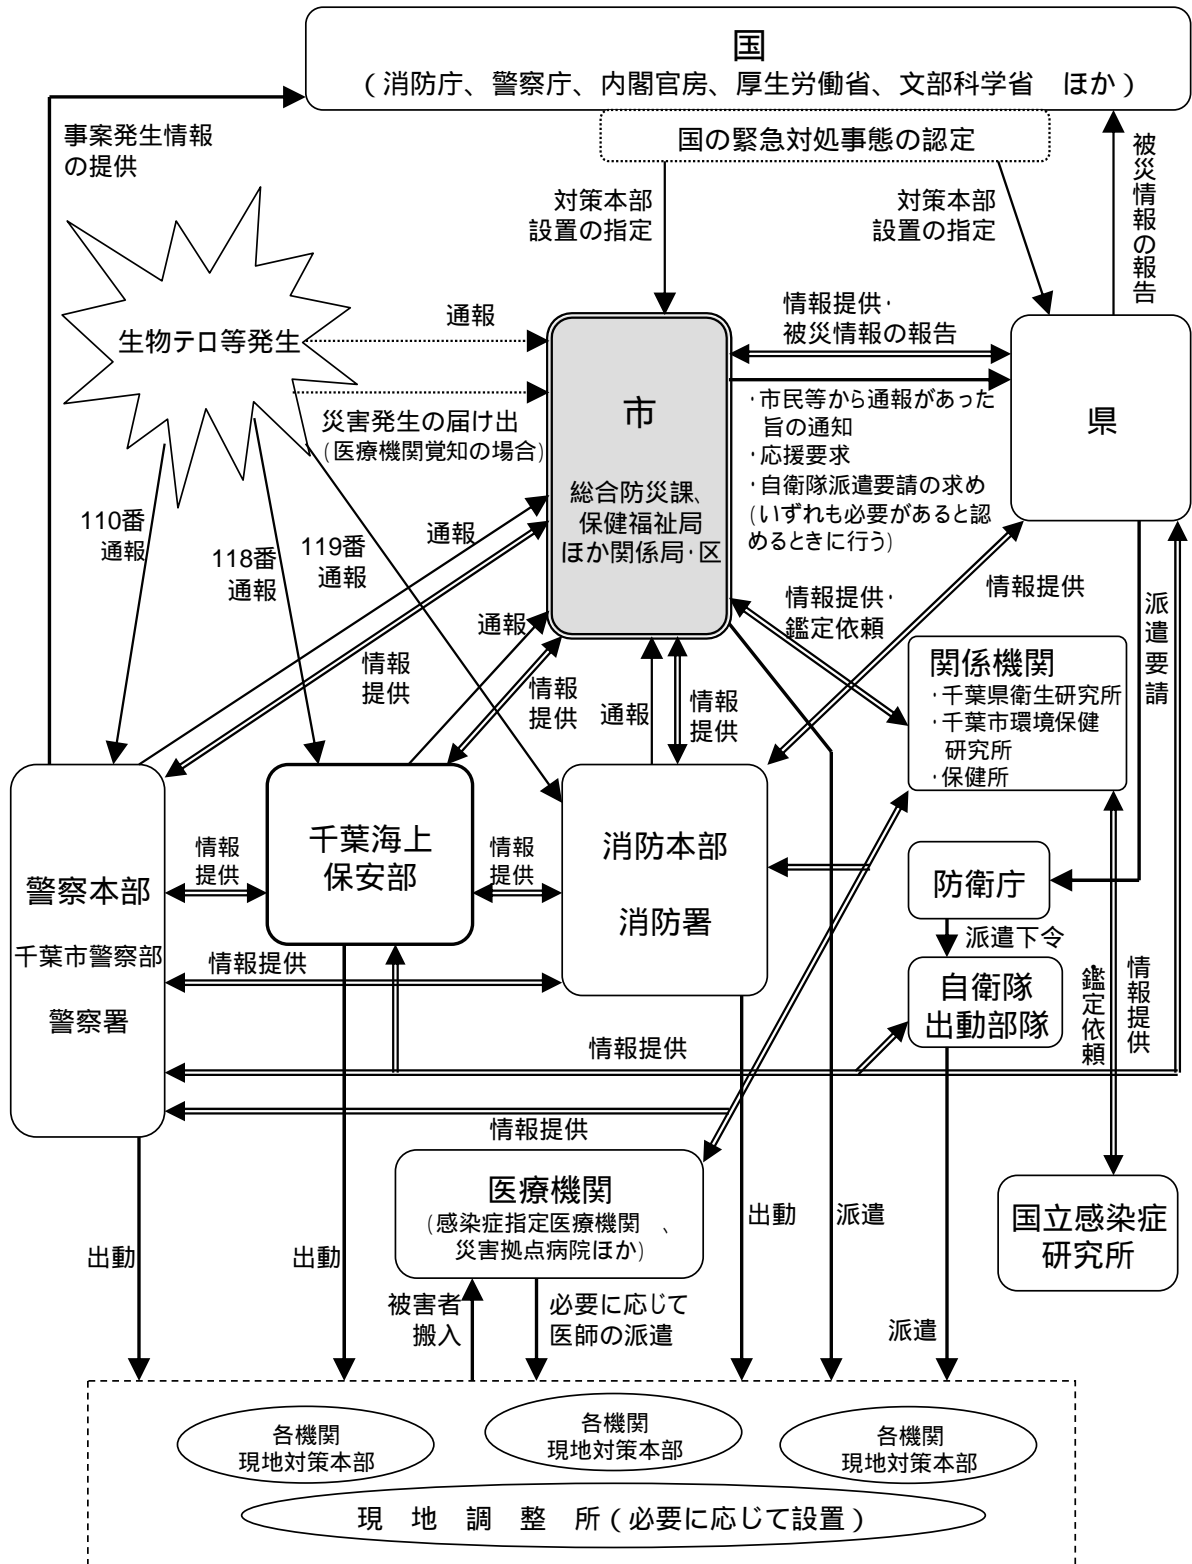 国
（消防庁、警察庁、内閣官房、厚生労働省、文部科学省　ほか）
国の緊急対処事態の認定
事案発生情報
の提供
対策本部
設置の指定
対策本部
設置の指定
被災情報の報告
生物テロ等発生
通報
災害発生の届け出
(医療機関覚知の場合)
市
総合防災課、
保健福祉局
ほか関係局・区
情報提供・
被災情報の報告
・市民等から通報があった
旨の通知
・応援要求
・自衛隊派遣要請の求め
(いずれも必要があると認
めるときに行う)
県
110番
通報
118番
通報
119番
通報
通報
情報
提供
通報
情報
提供
通報
情報
提供
情報提供・
鑑定依頼
情報提供
派遣要請
関係機関
・千葉県衛生研究所
・千葉市環境保健
研究所
・保健所
警察本部
千葉市警察部
警察署
情報
提供
千葉海上
保安部
情報
提供
消防本部
消防署
防衛庁
派遣下令
自衛隊
出動部隊
情報提供
情報提供
情報提供
情報提供・
鑑定依頼
医療機関
(感染症指定医療機関　、
災害拠点病院ほか)
国立感染症
研究所
出動
出動
出動
派遣
派遣
被害者
搬入
必要に応じて
医師の派遣
各機関
現地対策本部
各機関
現地対策本部
各機関
現地対策本部
現　地　調　整　所（必要に応じて設置）